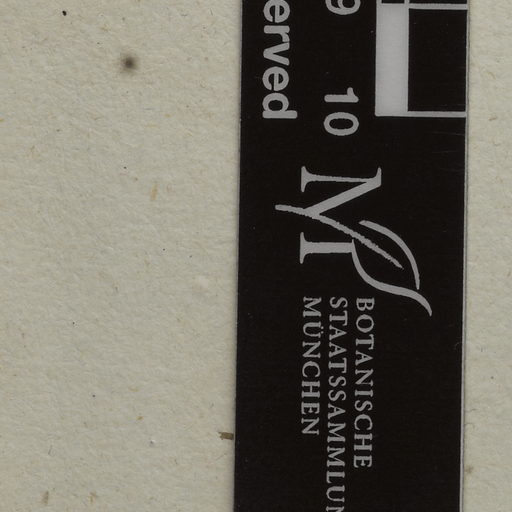 erved
9 10
BOTANISCHE
STAATSSAMMLUN
MÜNCHEN